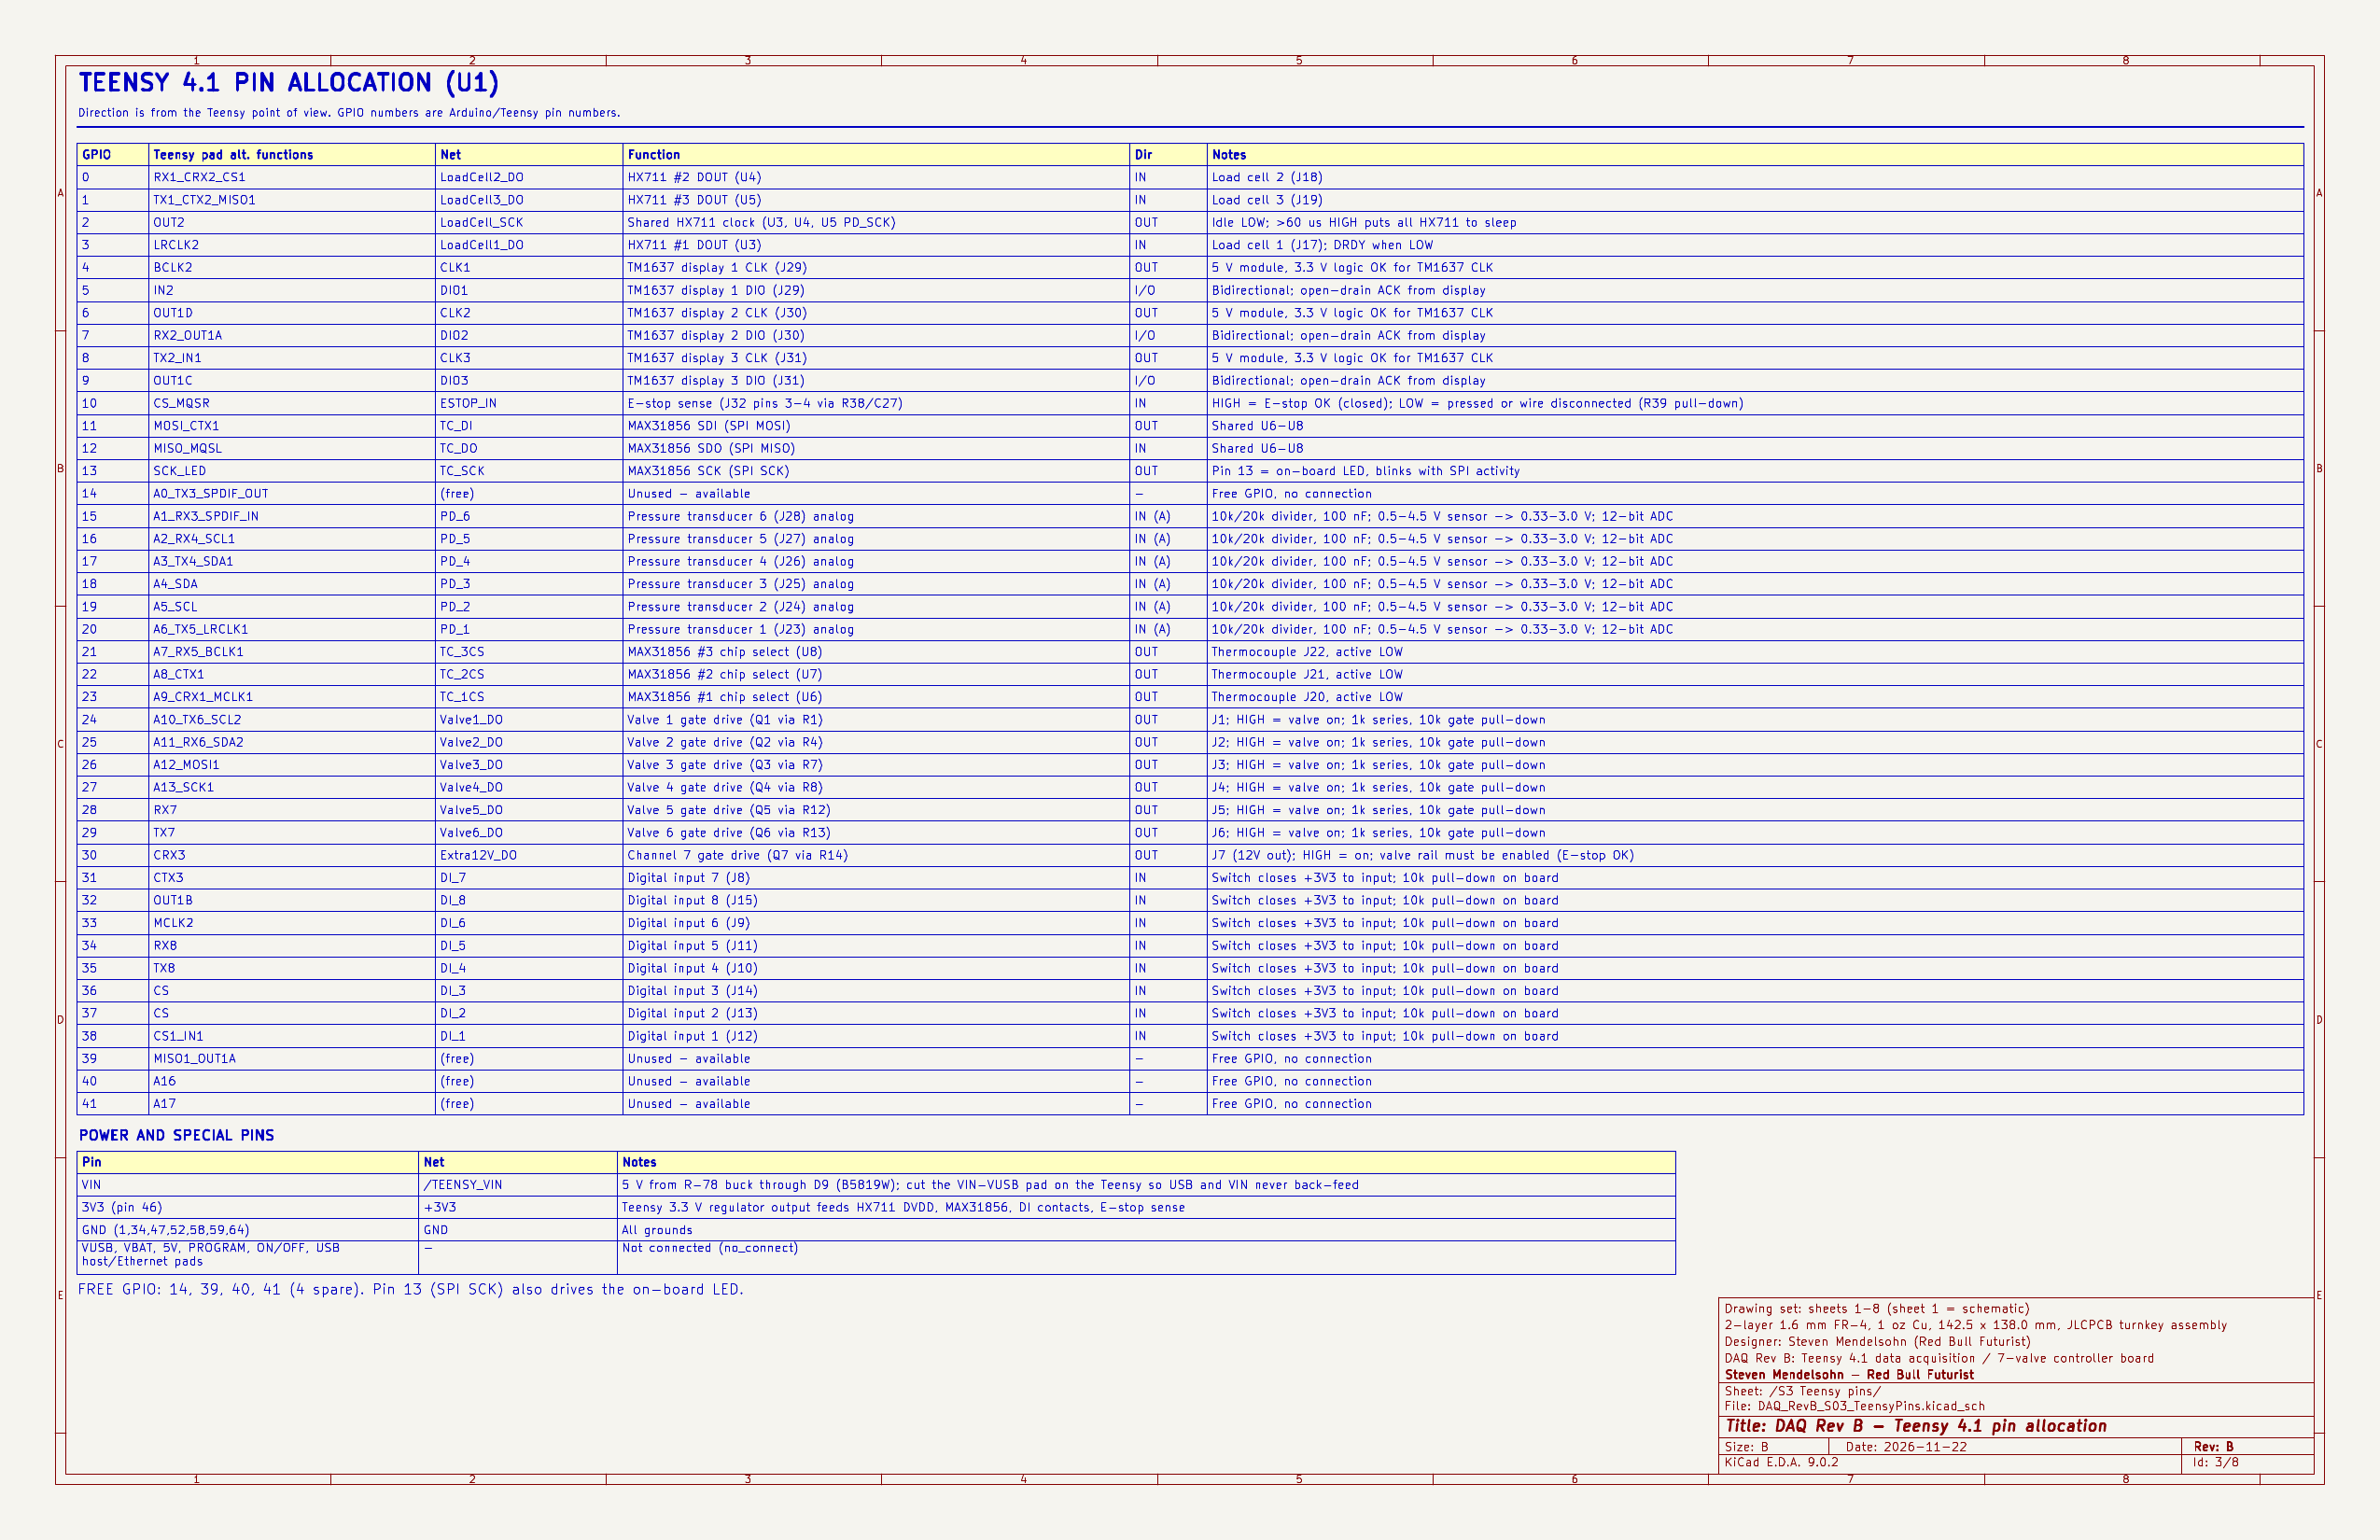 1 2 3 4 5 6 7 8
TEENSY 4.1 PIN ALLOCATION (U1)
Direction is from the Teensy point of view. GPIO numbers are Arduino/Teensy pin numbers.
GPIO Teensy pad alt. functions Net Function Dir Notes
0 RX1_CRX2_CS1 LoadCell2_DO HX711 #2 DOUT (U4) IN Load cell 2 (J18)
A A
1 TX1_CTX2_MISO1 LoadCell3_DO HX711 #3 DOUT (U5) IN Load cell 3 (J19)
2 OUT2 LoadCell_SCK Shared HX711 clock (U3, U4, U5 PD_SCK) OUT Idle LOW; >60 us HIGH puts all HX711 to sleep
3 LRCLK2 LoadCell1_DO HX711 #1 DOUT (U3) IN Load cell 1 (J17); DRDY when LOW
4 BCLK2 CLK1 TM1637 display 1 CLK (J29) OUT 5 V module, 3.3 V logic OK for TM1637 CLK
5 IN2 DIO1 TM1637 display 1 DIO (J29) I/O Bidirectional; open-drain ACK from display
6 OUT1D CLK2 TM1637 display 2 CLK (J30) OUT 5 V module, 3.3 V logic OK for TM1637 CLK
7 RX2_OUT1A DIO2 TM1637 display 2 DIO (J30) I/O Bidirectional; open-drain ACK from display
8 TX2_IN1 CLK3 TM1637 display 3 CLK (J31) OUT 5 V module, 3.3 V logic OK for TM1637 CLK
9 OUT1C DIO3 TM1637 display 3 DIO (J31) I/O Bidirectional; open-drain ACK from display
10 CS_MQSR ESTOP_IN E-stop sense (J32 pins 3-4 via R38/C27) IN HIGH = E-stop OK (closed); LOW = pressed or wire disconnected (R39 pull-down)
11 MOSI_CTX1 TC_DI MAX31856 SDI (SPI MOSI) OUT Shared U6-U8
12 MISO_MQSL TC_DO MAX31856 SDO (SPI MISO) IN Shared U6-U8
B B
13 SCK_LED TC_SCK MAX31856 SCK (SPI SCK) OUT Pin 13 = on-board LED, blinks with SPI activity
14 A0_TX3_SPDIF_OUT (free) Unused - available - Free GPIO, no connection
15 A1_RX3_SPDIF_IN PD_6 Pressure transducer 6 (J28) analog IN (A) 10k/20k divider, 100 nF; 0.5-4.5 V sensor -> 0.33-3.0 V; 12-bit ADC
16 A2_RX4_SCL1 PD_5 Pressure transducer 5 (J27) analog IN (A) 10k/20k divider, 100 nF; 0.5-4.5 V sensor -> 0.33-3.0 V; 12-bit ADC
17 A3_TX4_SDA1 PD_4 Pressure transducer 4 (J26) analog IN (A) 10k/20k divider, 100 nF; 0.5-4.5 V sensor -> 0.33-3.0 V; 12-bit ADC
18 A4_SDA PD_3 Pressure transducer 3 (J25) analog IN (A) 10k/20k divider, 100 nF; 0.5-4.5 V sensor -> 0.33-3.0 V; 12-bit ADC
19 A5_SCL PD_2 Pressure transducer 2 (J24) analog IN (A) 10k/20k divider, 100 nF; 0.5-4.5 V sensor -> 0.33-3.0 V; 12-bit ADC
20 A6_TX5_LRCLK1 PD_1 Pressure transducer 1 (J23) analog IN (A) 10k/20k divider, 100 nF; 0.5-4.5 V sensor -> 0.33-3.0 V; 12-bit ADC
21 A7_RX5_BCLK1 TC_3CS MAX31856 #3 chip select (U8) OUT Thermocouple J22, active LOW
22 A8_CTX1 TC_2CS MAX31856 #2 chip select (U7) OUT Thermocouple J21, active LOW
23 A9_CRX1_MCLK1 TC_1CS MAX31856 #1 chip select (U6) OUT Thermocouple J20, active LOW
24 A10_TX6_SCL2 Valve1_DO Valve 1 gate drive (Q1 via R1) OUT J1; HIGH = valve on; 1k series, 10k gate pull-down
25 A11_RX6_SDA2 Valve2_DO Valve 2 gate drive (Q2 via R4) OUT J2; HIGH = valve on; 1k series, 10k gate pull-down
C C
26 A12_MOSI1 Valve3_DO Valve 3 gate drive (Q3 via R7) OUT J3; HIGH = valve on; 1k series, 10k gate pull-down
27 A13_SCK1 Valve4_DO Valve 4 gate drive (Q4 via R8) OUT J4; HIGH = valve on; 1k series, 10k gate pull-down
28 RX7 Valve5_DO Valve 5 gate drive (Q5 via R12) OUT J5; HIGH = valve on; 1k series, 10k gate pull-down
29 TX7 Valve6_DO Valve 6 gate drive (Q6 via R13) OUT J6; HIGH = valve on; 1k series, 10k gate pull-down
30 CRX3 Extra12V_DO Channel 7 gate drive (Q7 via R14) OUT J7 (12V out); HIGH = on; valve rail must be enabled (E-stop OK)
31 CTX3 DI_7 Digital input 7 (J8) IN Switch closes +3V3 to input; 10k pull-down on board
32 OUT1B DI_8 Digital input 8 (J15) IN Switch closes +3V3 to input; 10k pull-down on board
33 MCLK2 DI_6 Digital input 6 (J9) IN Switch closes +3V3 to input; 10k pull-down on board
34 RX8 DI_5 Digital input 5 (J11) IN Switch closes +3V3 to input; 10k pull-down on board
35 TX8 DI_4 Digital input 4 (J10) IN Switch closes +3V3 to input; 10k pull-down on board
36 CS DI_3 Digital input 3 (J14) IN Switch closes +3V3 to input; 10k pull-down on board
37 CS DI_2 Digital input 2 (J13) IN Switch closes +3V3 to input; 10k pull-down on board
D D
38 CS1_IN1 DI_1 Digital input 1 (J12) IN Switch closes +3V3 to input; 10k pull-down on board
39 MISO1_OUT1A (free) Unused - available - Free GPIO, no connection
40 A16 (free) Unused - available - Free GPIO, no connection
41 A17 (free) Unused - available - Free GPIO, no connection
POWER AND SPECIAL PINS
Pin Net Notes
VIN /TEENSY_VIN 5 V from R-78 buck through D9 (B5819W); cut the VIN-VUSB pad on the Teensy so USB and VIN never back-feed
3V3 (pin 46) +3V3 Teensy 3.3 V regulator output feeds HX711 DVDD, MAX31856, DI contacts, E-stop sense
GND (1,34,47,52,58,59,64) GND All grounds
VUSB, VBAT, 5V, PROGRAM, ON/OFF, USB - Not connected (no_connect)
host/Ethernet pads
FREE GPIO: 14, 39, 40, 41 (4 spare). Pin 13 (SPI SCK) also drives the on-board LED.
E E
Drawing set: sheets 1-8 (sheet 1 = schematic)
2-layer 1.6 mm FR-4, 1 oz Cu, 142.5 x 138.0 mm, JLCPCB turnkey assembly
Designer: Steven Mendelsohn (Red Bull Futurist)
DAQ Rev B: Teensy 4.1 data acquisition / 7-valve controller board
Steven Mendelsohn - Red Bull Futurist
Sheet: /S3 Teensy pins/
File: DAQ_RevB_S03_TeensyPins.kicad_sch
Title: DAQ Rev B - Teensy 4.1 pin allocation
Size: B Date: 2026-11-22 Rev: B
KiCad E.D.A. 9.0.2 Id: 3/8
1 2 3 4 5 6 7 8